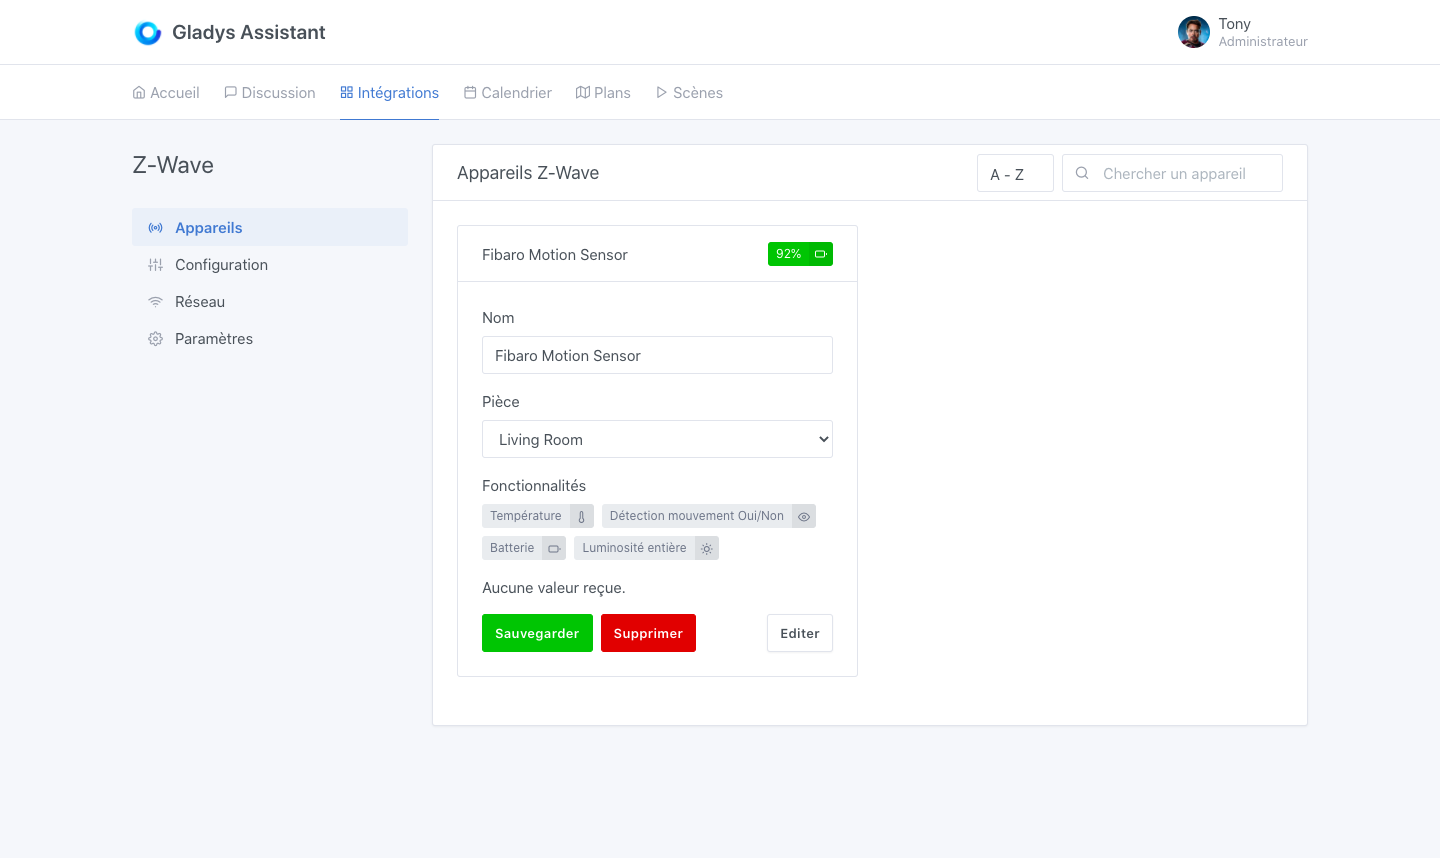 Gladys Assistant
Tony
Administrateur
Accueil Discussion Intégrations Calendrier Plans Scènes
Z-Wave
Appareils
Configuration
Réseau
Paramètres
Appareils Z-Wave
A - Z
Chercher un appareil
Fibaro Motion Sensor
92%
Nom
Fibaro Motion Sensor
Pièce
Living Room
Fonctionnalités
Température Détection mouvement Oui/Non
Batterie Luminosité entière
Aucune valeur reçue.
Sauvegarder Supprimer Editer